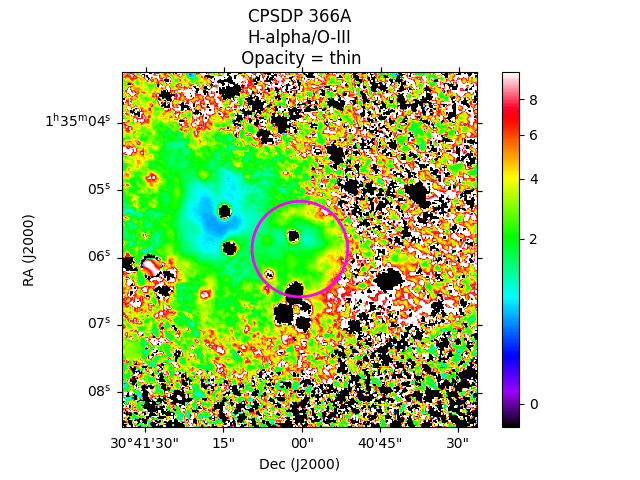 CPSDP 366A
H-alpha/O-III
Opacity = thin
1h35m04s
05s
06s
07s
08s
RA (J2000)
30°41'30"
15"
00"
40'45"
30"
Dec (J2000)
8
6
4
2
0